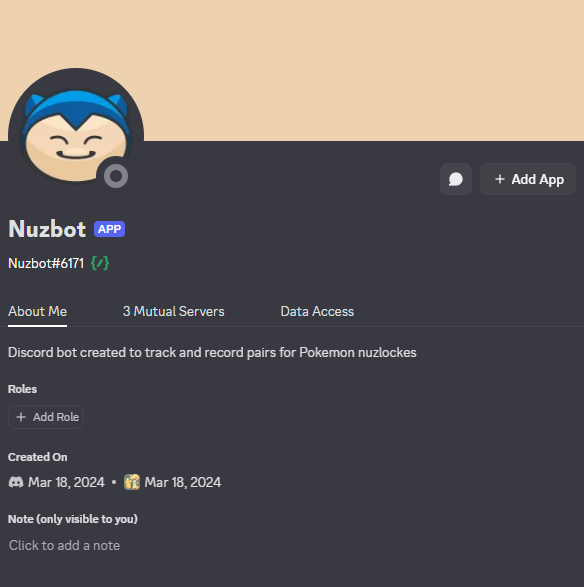 + Add App
Nuzbot APP
Nuzbot#6171 {/}
About Me 3 Mutual Servers Data Access
Discord bot created to track and record pairs for Pokemon nuzlockes
Roles
+ Add Role
Created On
Mar 18, 2024 • Mar 18, 2024
Note (only visible to you)
Click to add a note